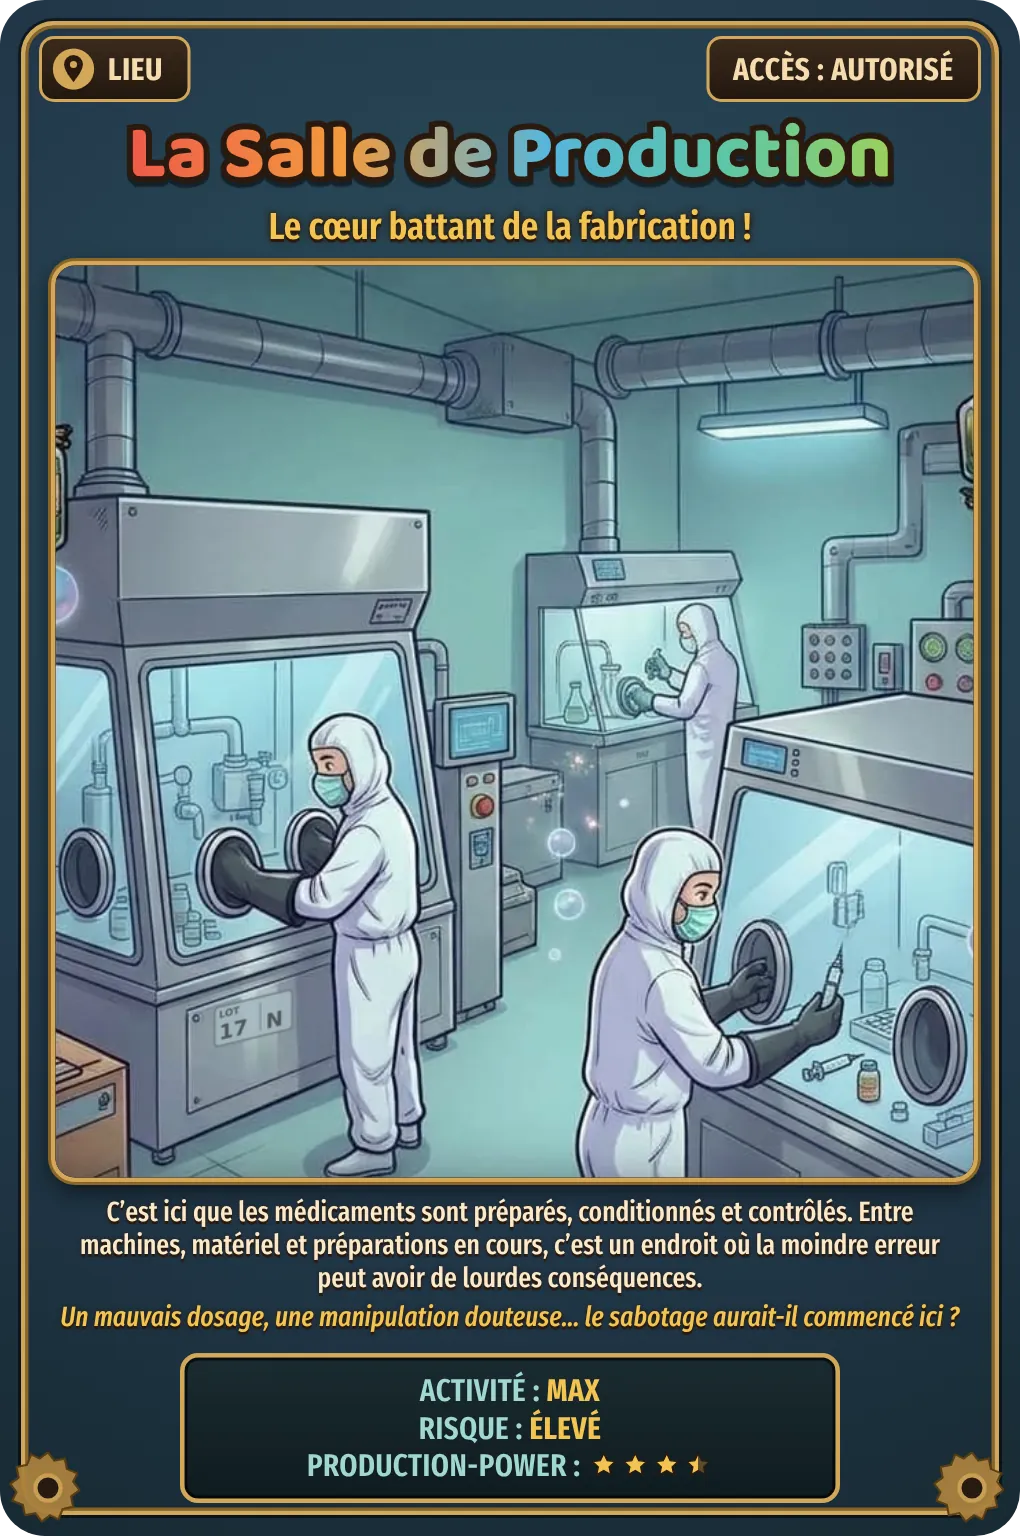 LIEU
ACCÈS : AUTORISÉ
La Salle de Production
Le cœur battant de la fabrication !
LOT
17 N
C’est ici que les médicaments sont préparés, conditionnés et contrôlés. Entre
machines, matériel et préparations en cours, c’est un endroit où la moindre erreur
peut avoir de lourdes conséquences.
Un mauvais dosage, une manipulation douteuse... le sabotage aurait-il commencé ici ?
ACTIVITÉ : MAX
RISQUE : ÉLEVÉ
PRODUCTION-POWER :